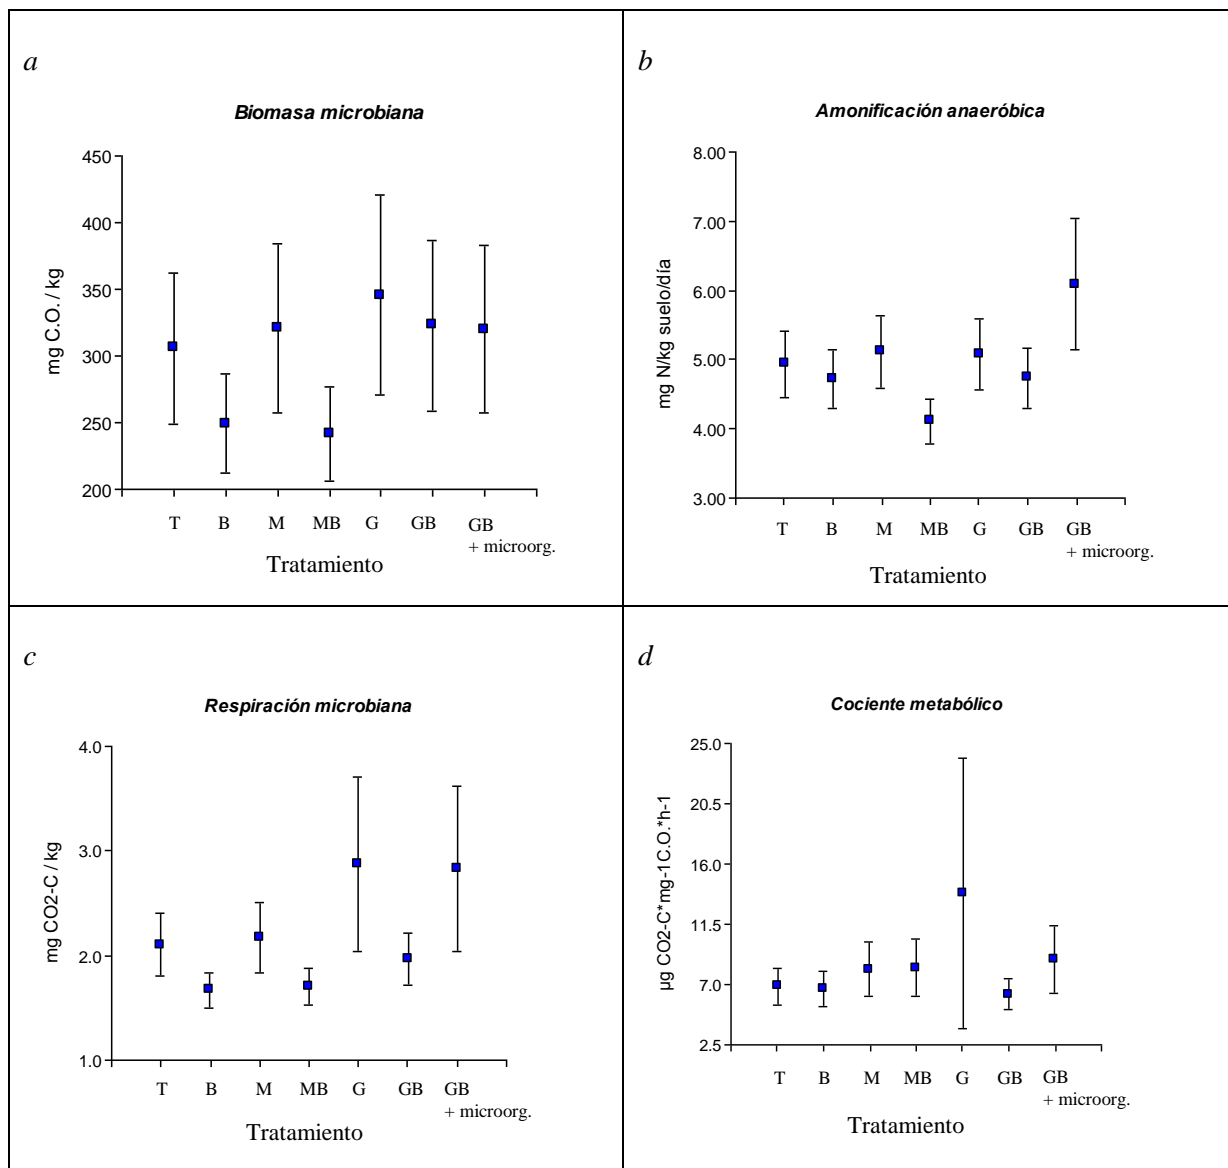 a
Biomasa microbiana
450
400
350
300
250
200
mg C.O. / kg
T B M MB G GB GB
+ microorg.
Tratamiento
b
Amonificación anaeróbica
8.00
7.00
6.00
5.00
4.00
3.00
mg N/kg suelo/día
T B M MB G GB GB
+ microorg.
Tratamiento
c
Respiración microbiana
4.0
3.0
2.0
1.0
mg CO2-C / kg
T B M MB G GB GB
+ microorg.
Tratamiento
d
Cociente metabólico
25.0
20.5
16.0
11.5
7.0
2.5
µg CO2-C*mg-1C.O.*h-1
T B M MB G GB GB
+ microorg.
Tratamiento